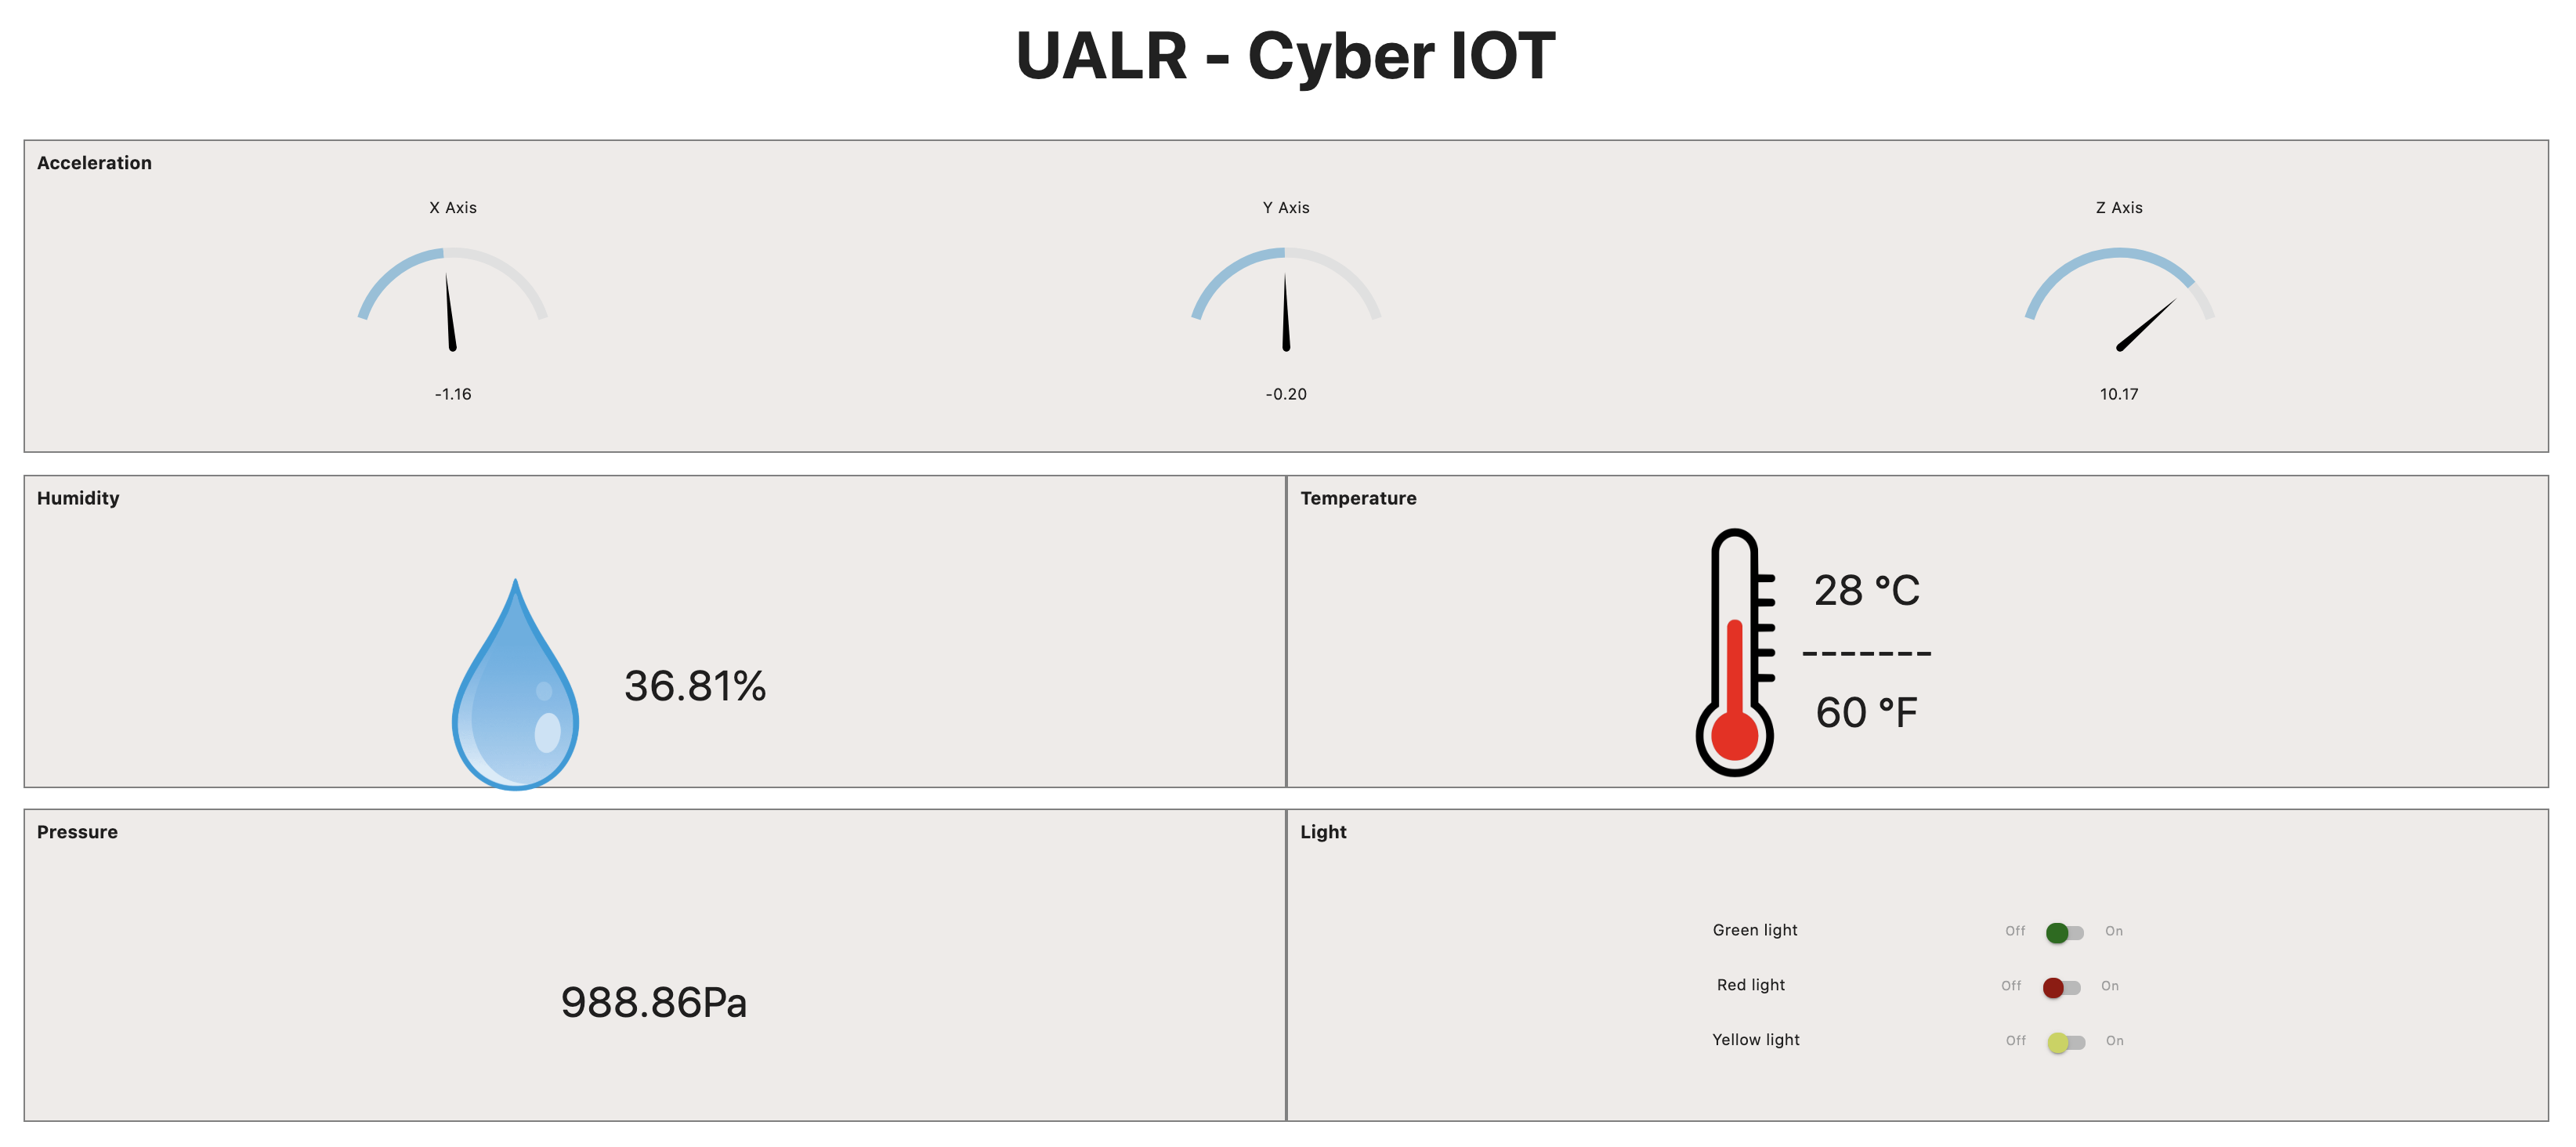 UALR - Cyber IOT
Acceleration
X Axis
Y Axis
Z Axis
-1.16
-0.20
10.17
Humidity
36.81%
Temperature
28 °C
-------
60 °F
Pressure
988.86Pa
Light
Green light Off On
Red light Off On
Yellow light Off On